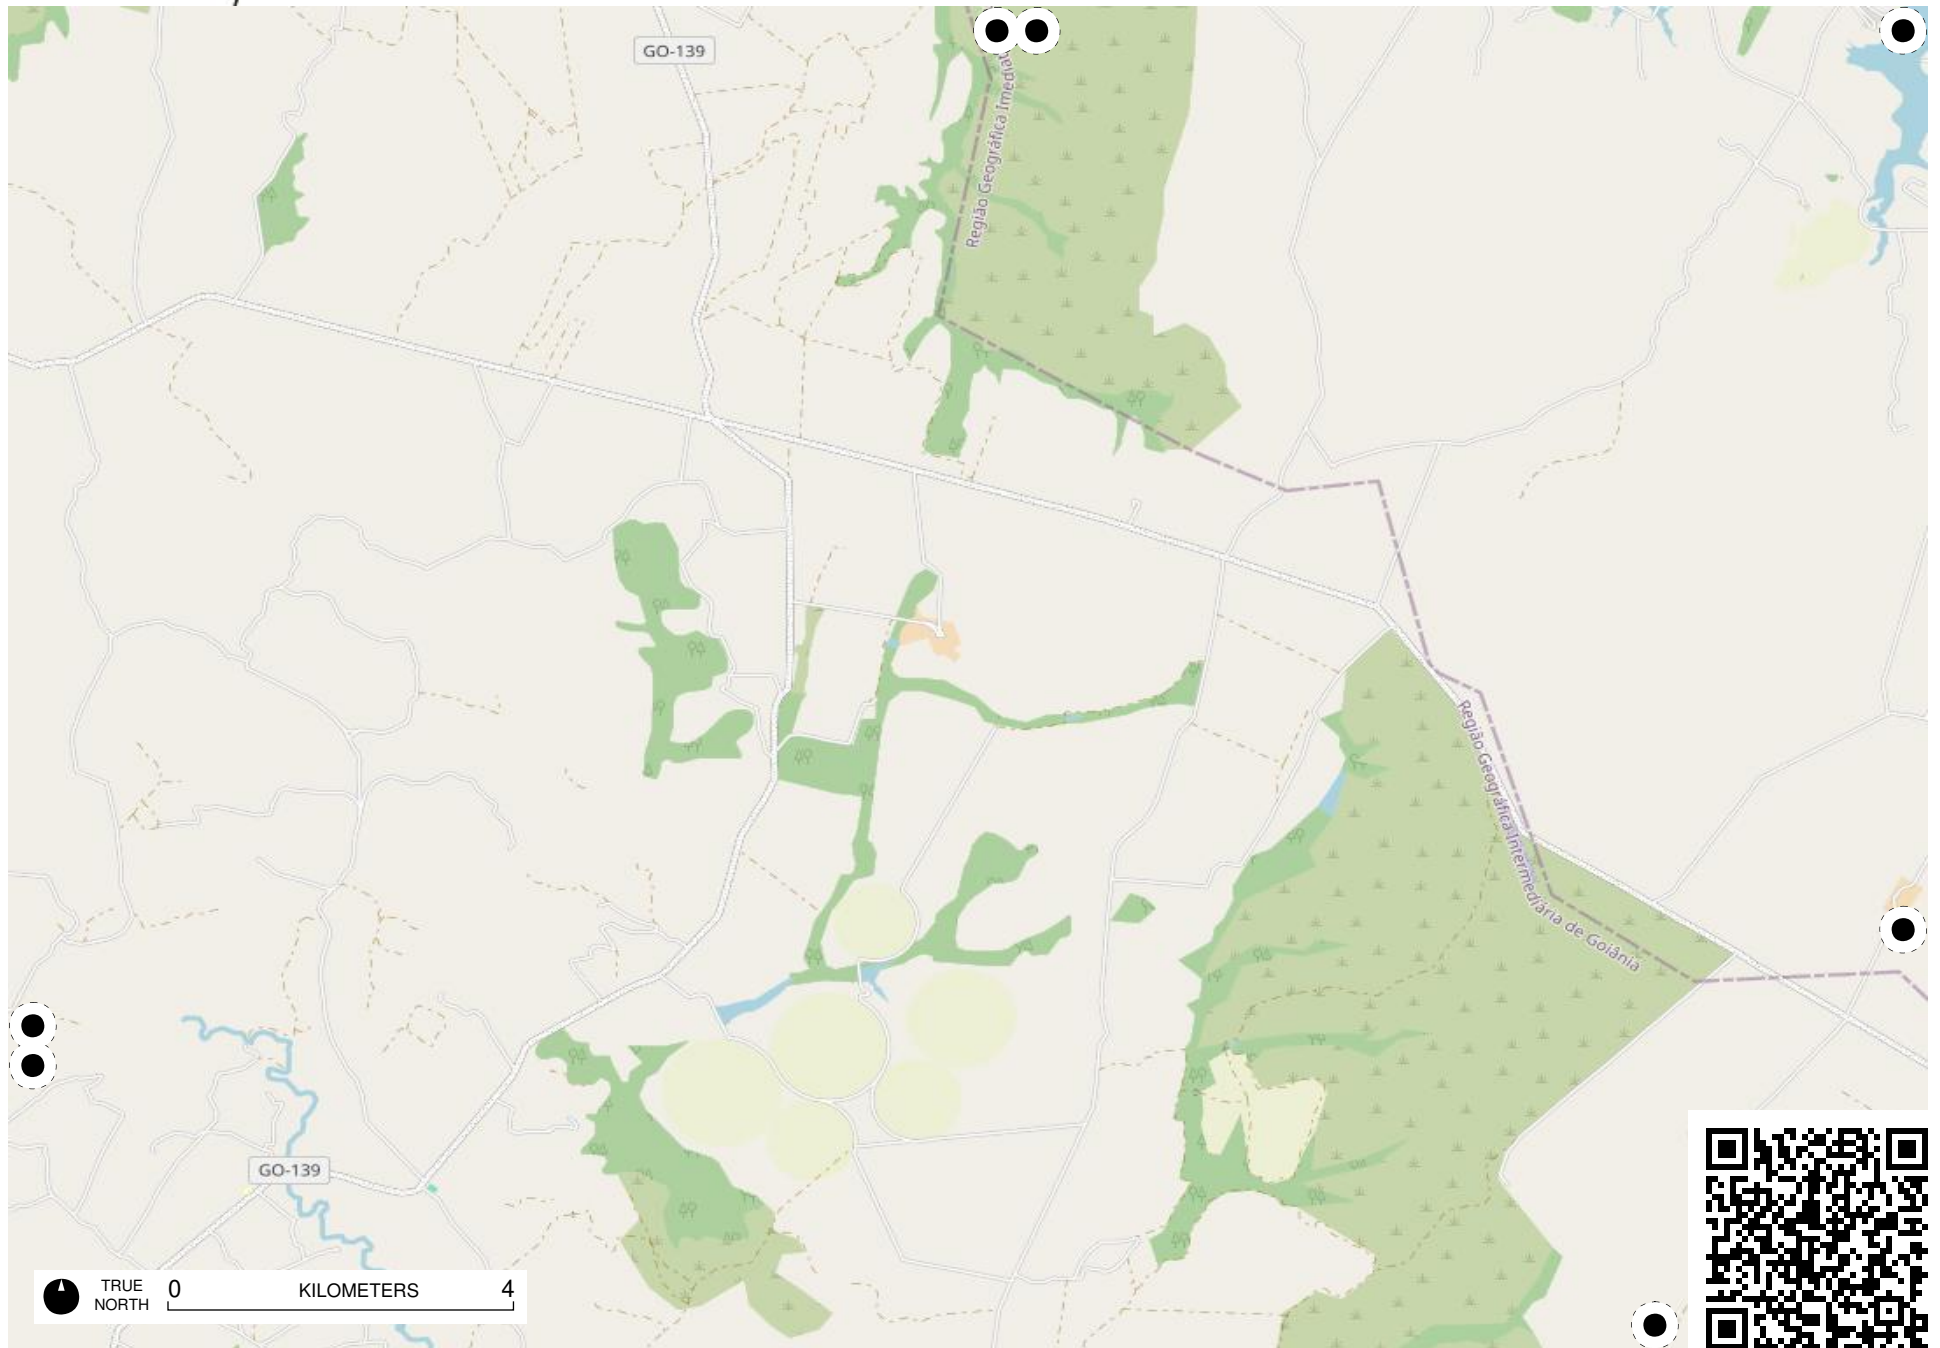 GO-139
Região Geográfica Imediat
Região Geográfica Intermediária de Goiânia
GO-139
TRUE
NORTH
0 KILOMETERS 4